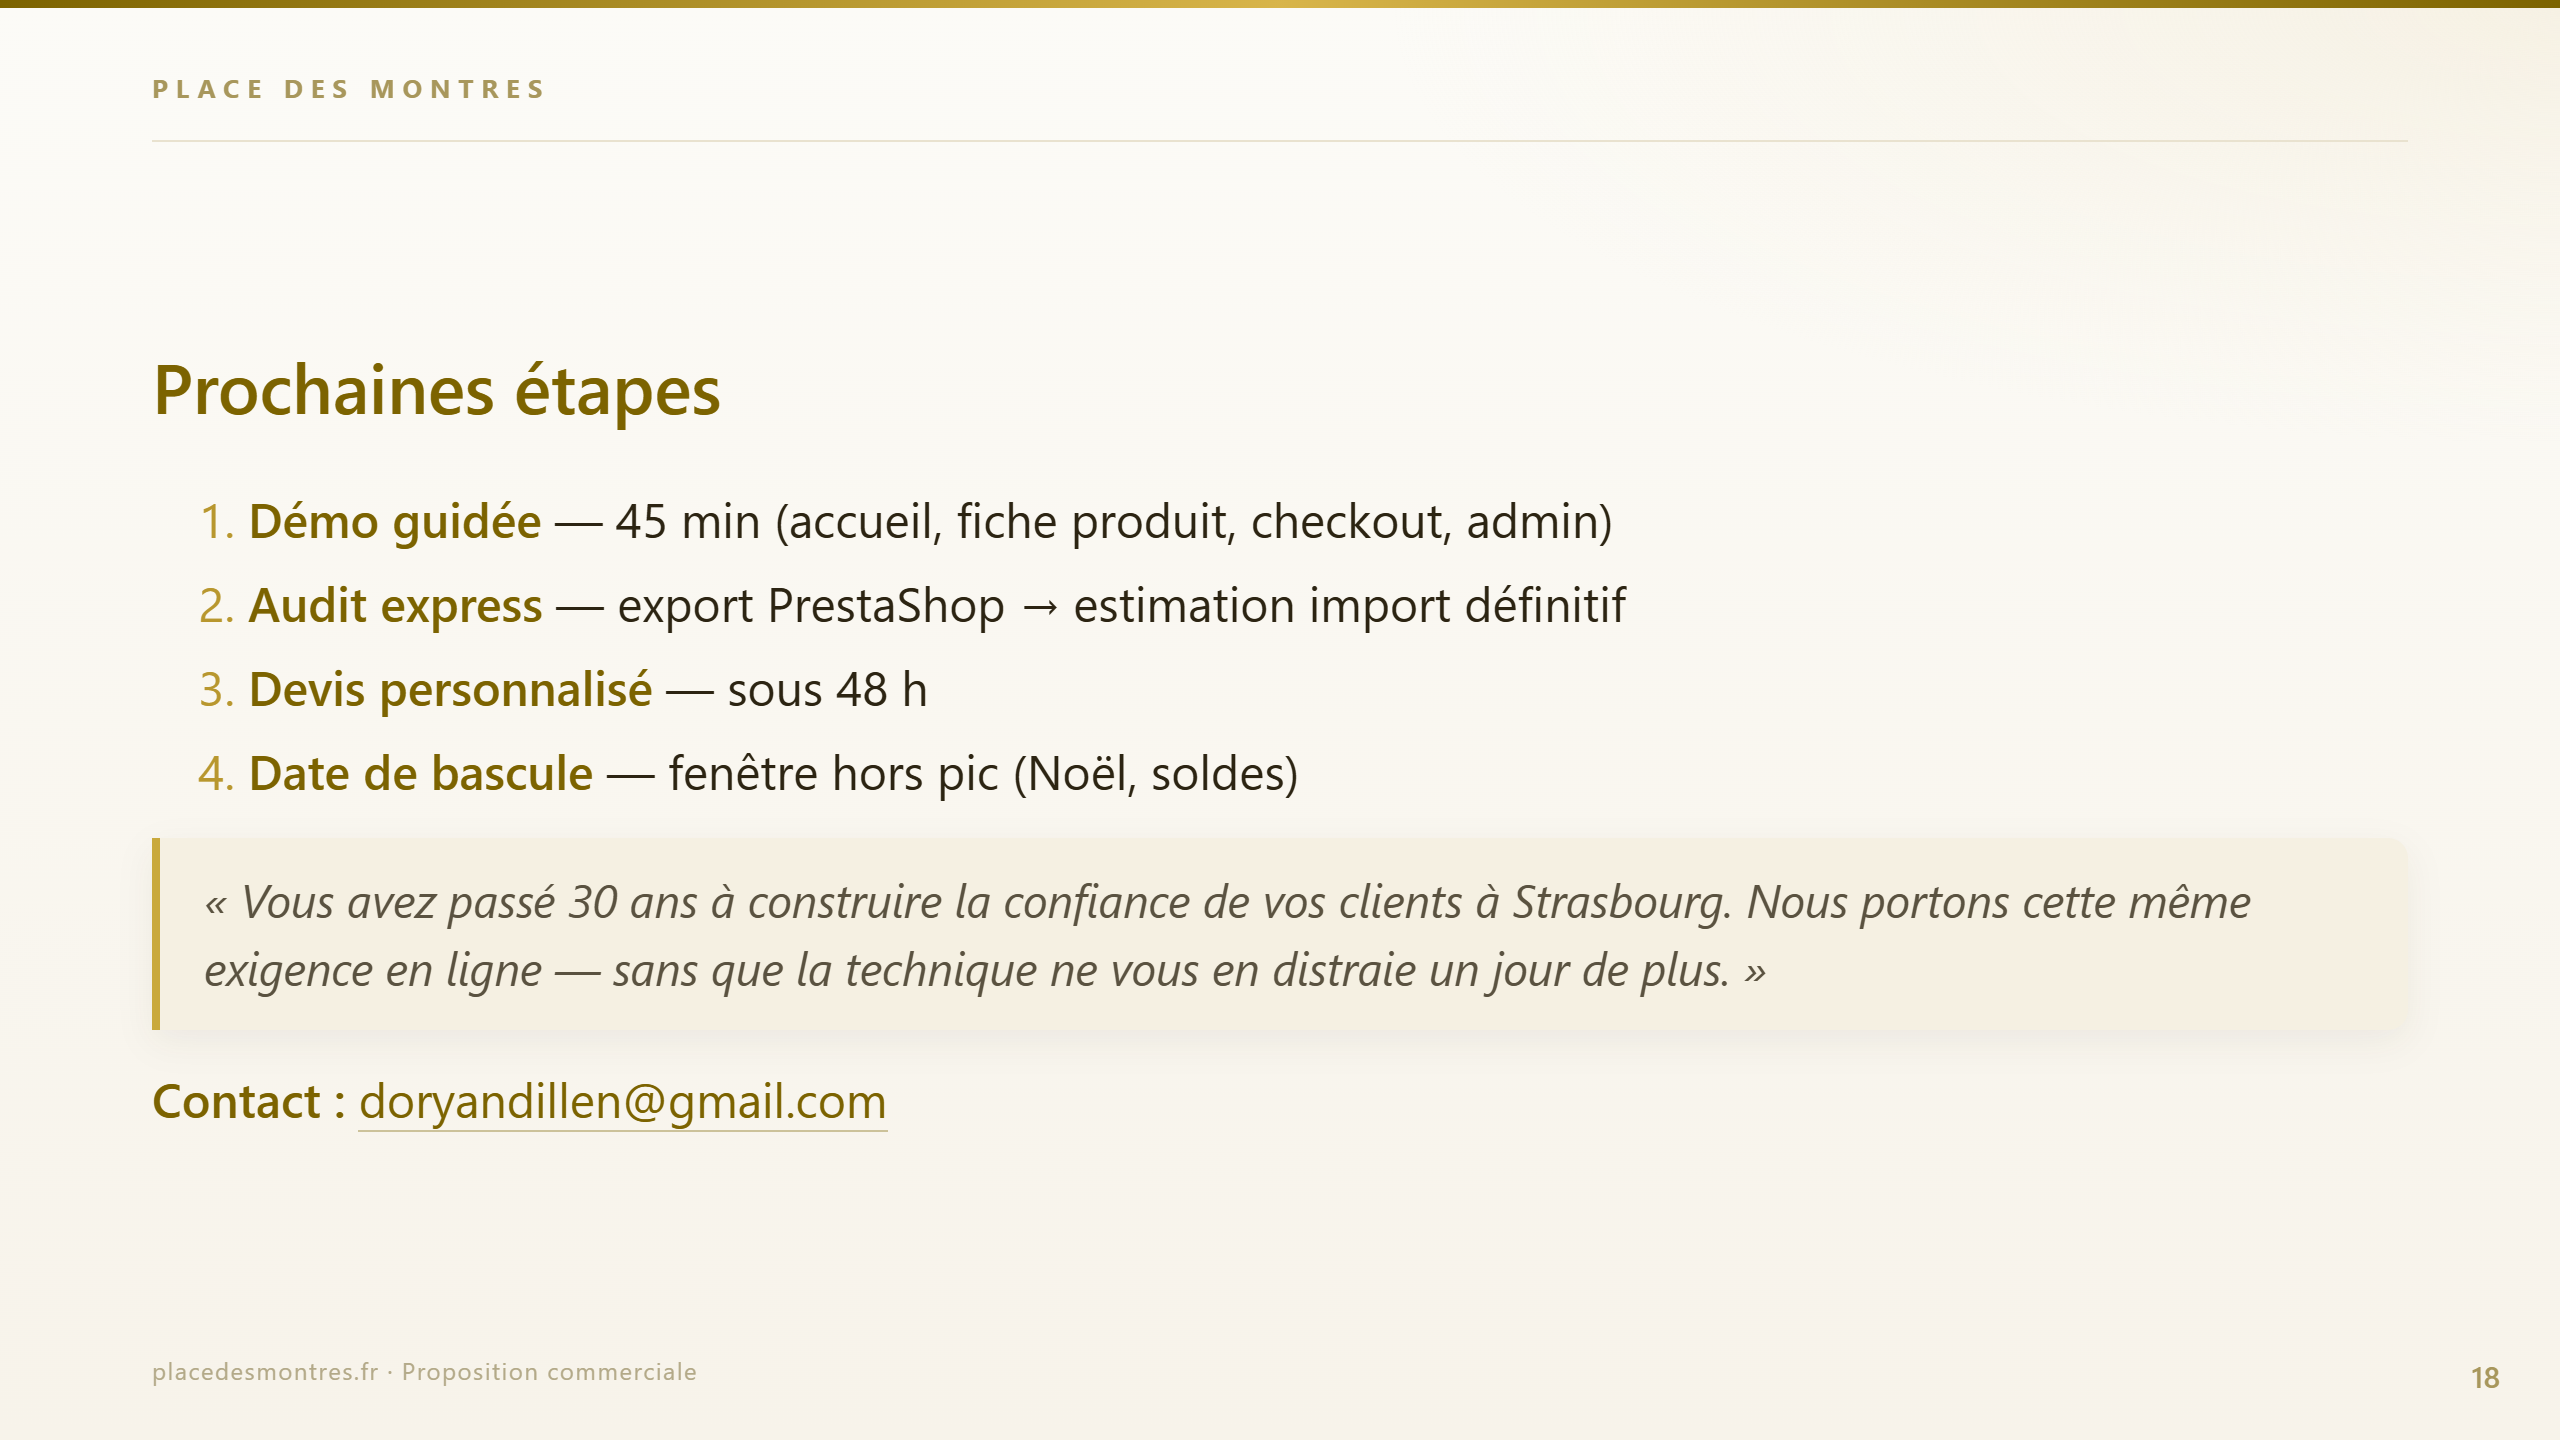 PLACE DES MONTRES
Prochaines étapes
1. Démo guidée — 45 min (accueil, fiche produit, checkout, admin)
2. Audit express — export PrestaShop → estimation import définitif
3. Devis personnalisé — sous 48 h
4. Date de bascule — fenêtre hors pic (Noël, soldes)
« Vous avez passé 30 ans à construire la confiance de vos clients à Strasbourg. Nous portons cette même
exigence en ligne — sans que la technique ne vous en distraie un jour de plus. »
Contact : doryandillen@gmail.com
placedesmontres.fr · Proposition commerciale
18